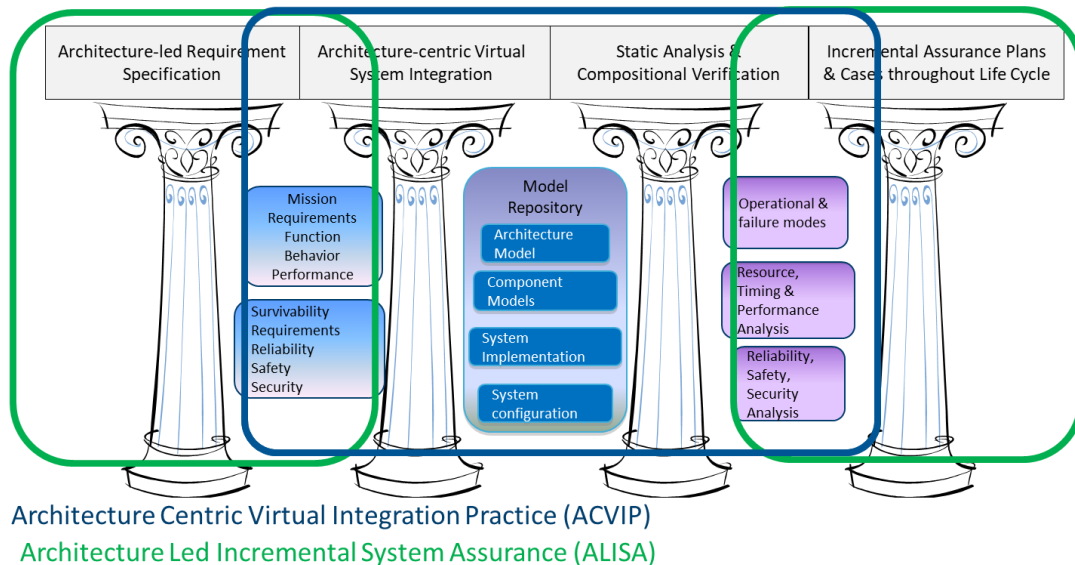 Architecture-led Requirement
Specification
Architecture-centric Virtual
System Integration
Static Analysis &
Compositional Verification
Incremental Assurance Plans
& Cases throughout Life Cycle
Mission
Requirements
Function
Behavior
Performance
Survivability
Requirements
Reliability
Safety
Security
Model
Repository
Architecture
Model
Component
Models
System
Implementation
System
configuration
Operational &
failure modes
Resource,
Timing &
Performance
Analysis
Reliability,
Safety,
Security
Analysis
Architecture Centric Virtual Integration Practice (ACVIP)
Architecture Led Incremental System Assurance (ALISA)